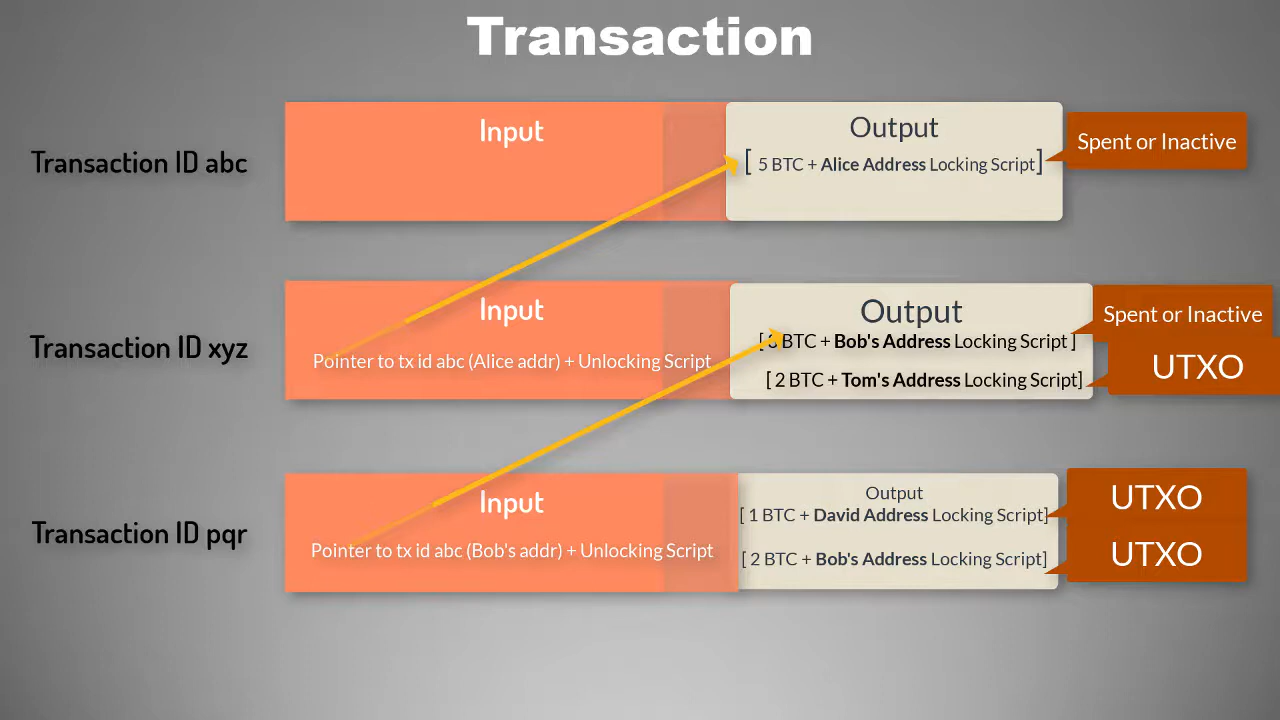 Transaction
Transaction ID abc
Input
Output
[ 5 BTC + Alice Address Locking Script]
Spent or Inactive
Transaction ID xyz
Input
Pointer to tx id abc (Alice addr) + Unlocking Script
Output
[ BTC + Bob's Address Locking Script ]
Spent or Inactive
[ 2 BTC + Tom's Address Locking Script]
UTXO
Transaction ID pqr
Input
Pointer to tx id abc (Bob's addr) + Unlocking Script
Output
[ 1 BTC + David Address Locking Script]
UTXO
[ 2 BTC + Bob's Address Locking Script]
UTXO